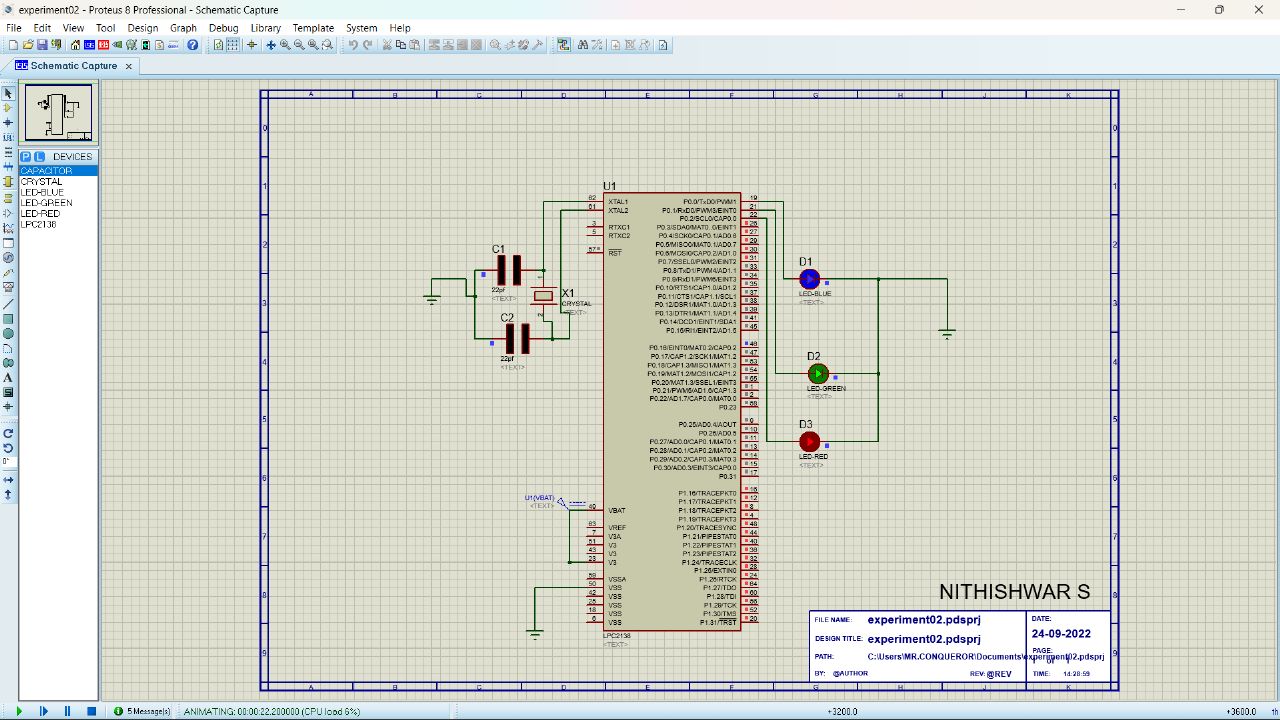 experiment02 - Proteus 8 Professional - Schematic Capture
File Edit View Tool Design Graph Debug Library Template System Help
Schematic Capture
P L DEVICES
CAPACITOR
CRYSTAL
LED-BLUE
LED-GREEN
LED-RED
LPC2138
A B C D E F G H J K
0
1
2
3
4
5
6
7
8
9
U1
XTAL1
XTAL2
RTXC1
RTXC2
RST
VBAT
VREF
V3A
V3
V3
V3
VSSA
VSS
VSS
VSS
VSS
VSS
62
61
3
5
57
49
63
7
51
43
23
59
50
42
25
18
6
P0.0/TxD0/PWM1
P0.1/RxD0/PWM3/EINT0
P0.2/SCL0/CAP0.0
P0.3/SDA0/MAT0..0/EINT1
P0.4/SCK0/CAP0.1/AD0.6
P0.5/MISO0/MAT0.1/AD0.7
P0.6/MOSI0/CAP0.2/AD1.0
P0.7/SSEL0/PWM2/EINT2
P0.8/TxD1/PWM4/AD1.1
P0.9/RxD1/PWM6/EINT3
P0.10/RTS1/CAP1.0/AD1.2
P0.11/CTS1/CAP1.1/SCL1
P0.12/DSR1/MAT1.0/AD1.3
P0.13/DTR1/MAT1.1/AD1.4
P0.14/DCD1/EINT1/SDA1
P0.15/RI1/EINT2/AD1.5
P0.16/EINT0/MAT0.2/CAP0.2
P0.17/CAP1.2/SCK1/MAT1.2
P0.18/CAP1.3/MISO1/MAT1.3
P0.19/MAT1.2/MOSI1/CAP1.2
P0.20/MAT1.3/SSEL1/EINT3
P0.21/PWM5/AD1.6/CAP1.3
P0.22/AD1.7/CAP0.0/MAT0.0
P0.23
P0.25/AD0.4/AOUT
P0.26/AD0.5
P0.27/AD0.0/CAP0.1/MAT0.1
P0.28/AD0.1/CAP0.2/MAT0.2
P0.29/AD0.2/CAP0.3/MAT0.3
P0.30/AD0.3/EINT3/CAP0.0
P0.31
P1.16/TRACEPKT0
P1.17/TRACEPKT1
P1.18/TRACEPKT2
P1.19/TRACEPKT3
P1.20/TRACESYNC
P1.21/PIPESTAT0
P1.22/PIPESTAT1
P1.23/PIPESTAT2
P1.24/TRACECLK
P1.25/EXTIN0
P1.26/RTCK
P1.27/TDO
P1.28/TDI
P1.29/TCK
P1.30/TMS
P1.31/TRST
LPC2138
<TEXT>
C1
22pf
<TEXT>
X1
CRYSTAL
<TEXT>
C2
22pf
<TEXT>
U1(VBAT)
<TEXT>
D1
LED-BLUE
<TEXT>
D2
LED-GREEN
<TEXT>
D3
LED-RED
<TEXT>
NITHISHWAR S
FILE NAME: experiment02.pdsprj
DESIGN TITLE: experiment02.pdsprj
PATH: C:\Users\MR.CONQUEROR\Documents\experiment02.pdsprj
BY: @AUTHOR REV: @REV
DATE:
24-09-2022
PAGE:
TIME: 14:28:59
A B C D E F G H J K
5 Message(s) ANIMATING: 00:00:22.200000 (CPU load 6%) +3200.0 +3600.0 th